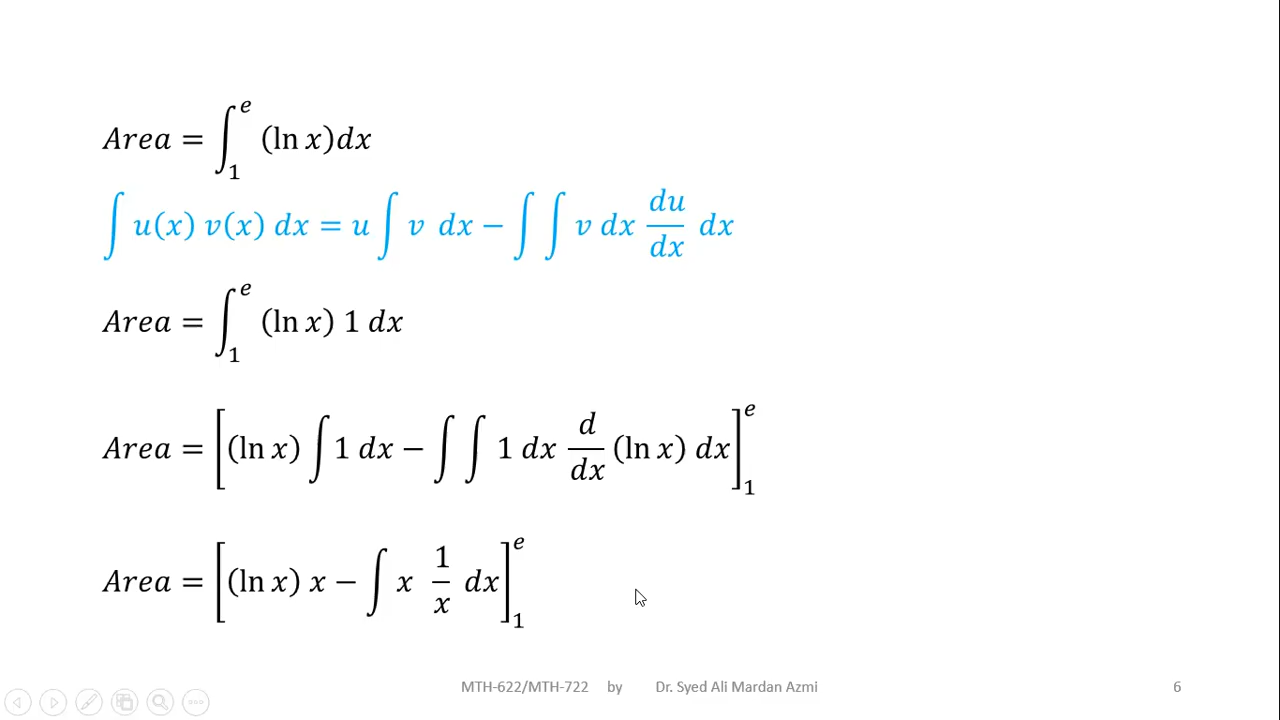 Area = ∫₁ᵉ (ln x)dx
∫ u(x) v(x) dx = u ∫ v dx − ∫ ∫ v dx du/dx dx
Area = ∫₁ᵉ (ln x) 1 dx
Area = [(ln x) ∫ 1 dx − ∫ ∫ 1 dx d/dx (ln x) dx]₁ᵉ
Area = [(ln x) x − ∫ x 1/x dx]₁ᵉ
MTH-622/MTH-722 by Dr. Syed Ali Mardan Azmi 6